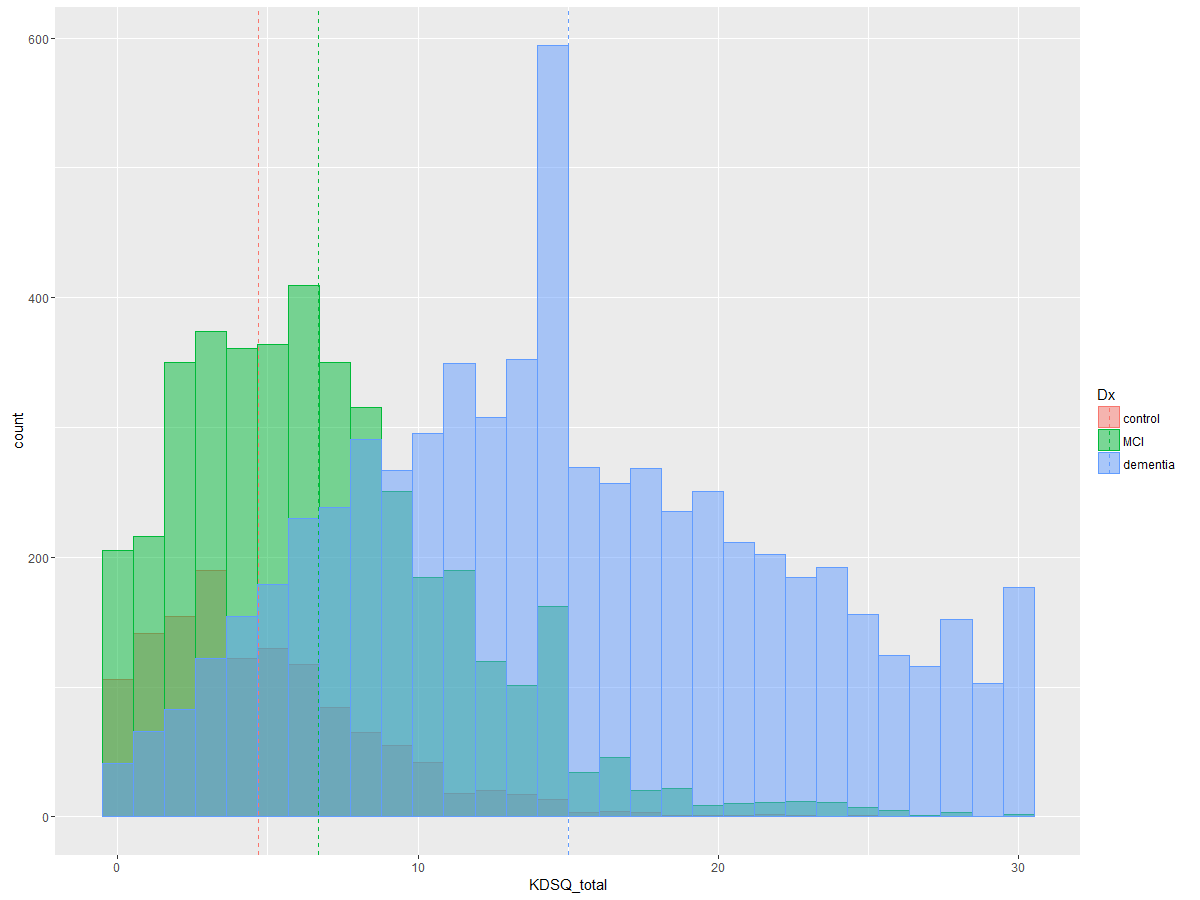 600
400
200
0
count
0
10
20
30
KDSQ_total
Dx
control
MCI
dementia